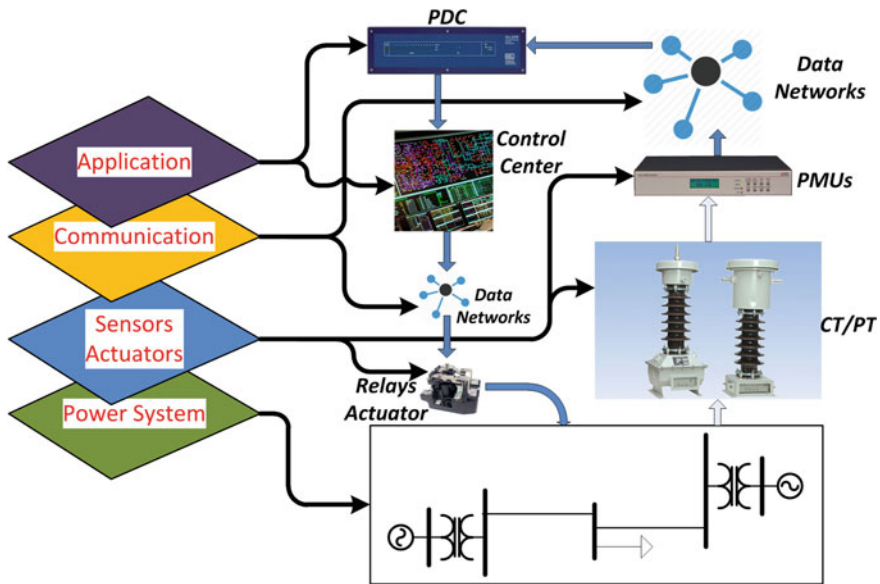 PDC
Data
Networks
Application
Control
Center
PMUs
Communication
Sensors
Actuators
Data
Networks
CT/PT
Relays
Actuator
Power System